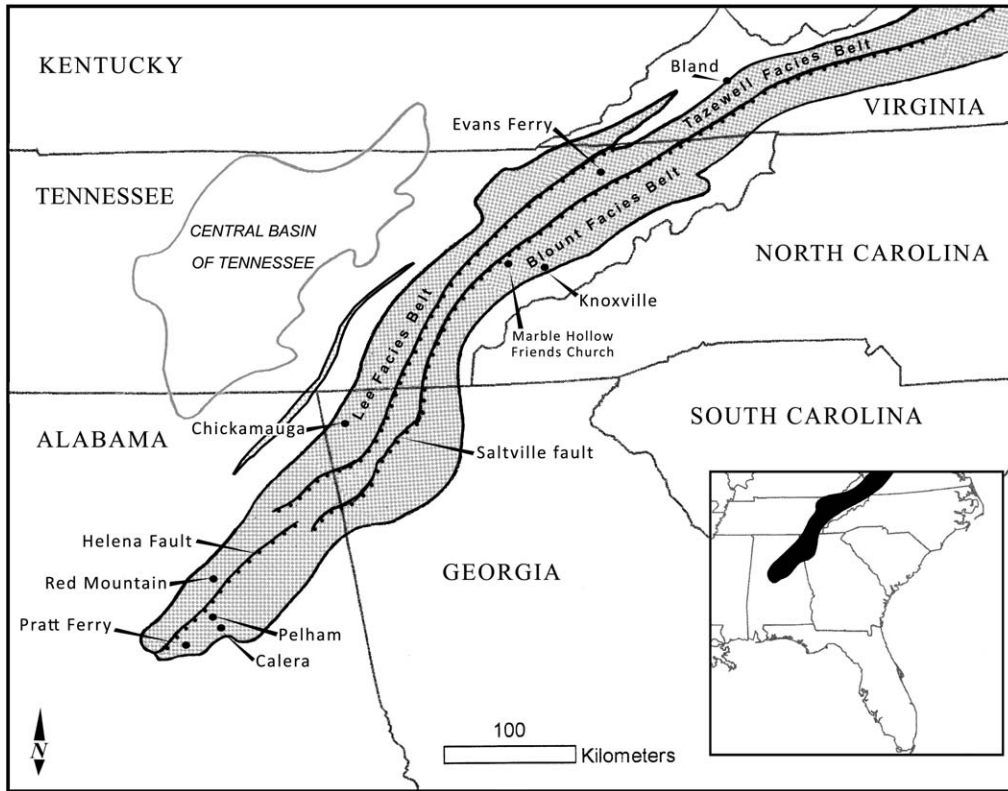 KENTUCKY
Bland
Tazewell Facies Belt
VIRGINIA
Evans Ferry
TENNESSEE
CENTRAL BASIN
OF TENNESSEE
Blount Facies Belt
NORTH CAROLINA
Knoxville
Marble Hollow
Friends Church
Lee Facies Belt
Chickamauga
ALABAMA
SOUTH CAROLINA
Saltville fault
Helena Fault
GEORGIA
Red Mountain
Pratt Ferry
Pelham
Calera
N
100
Kilometers